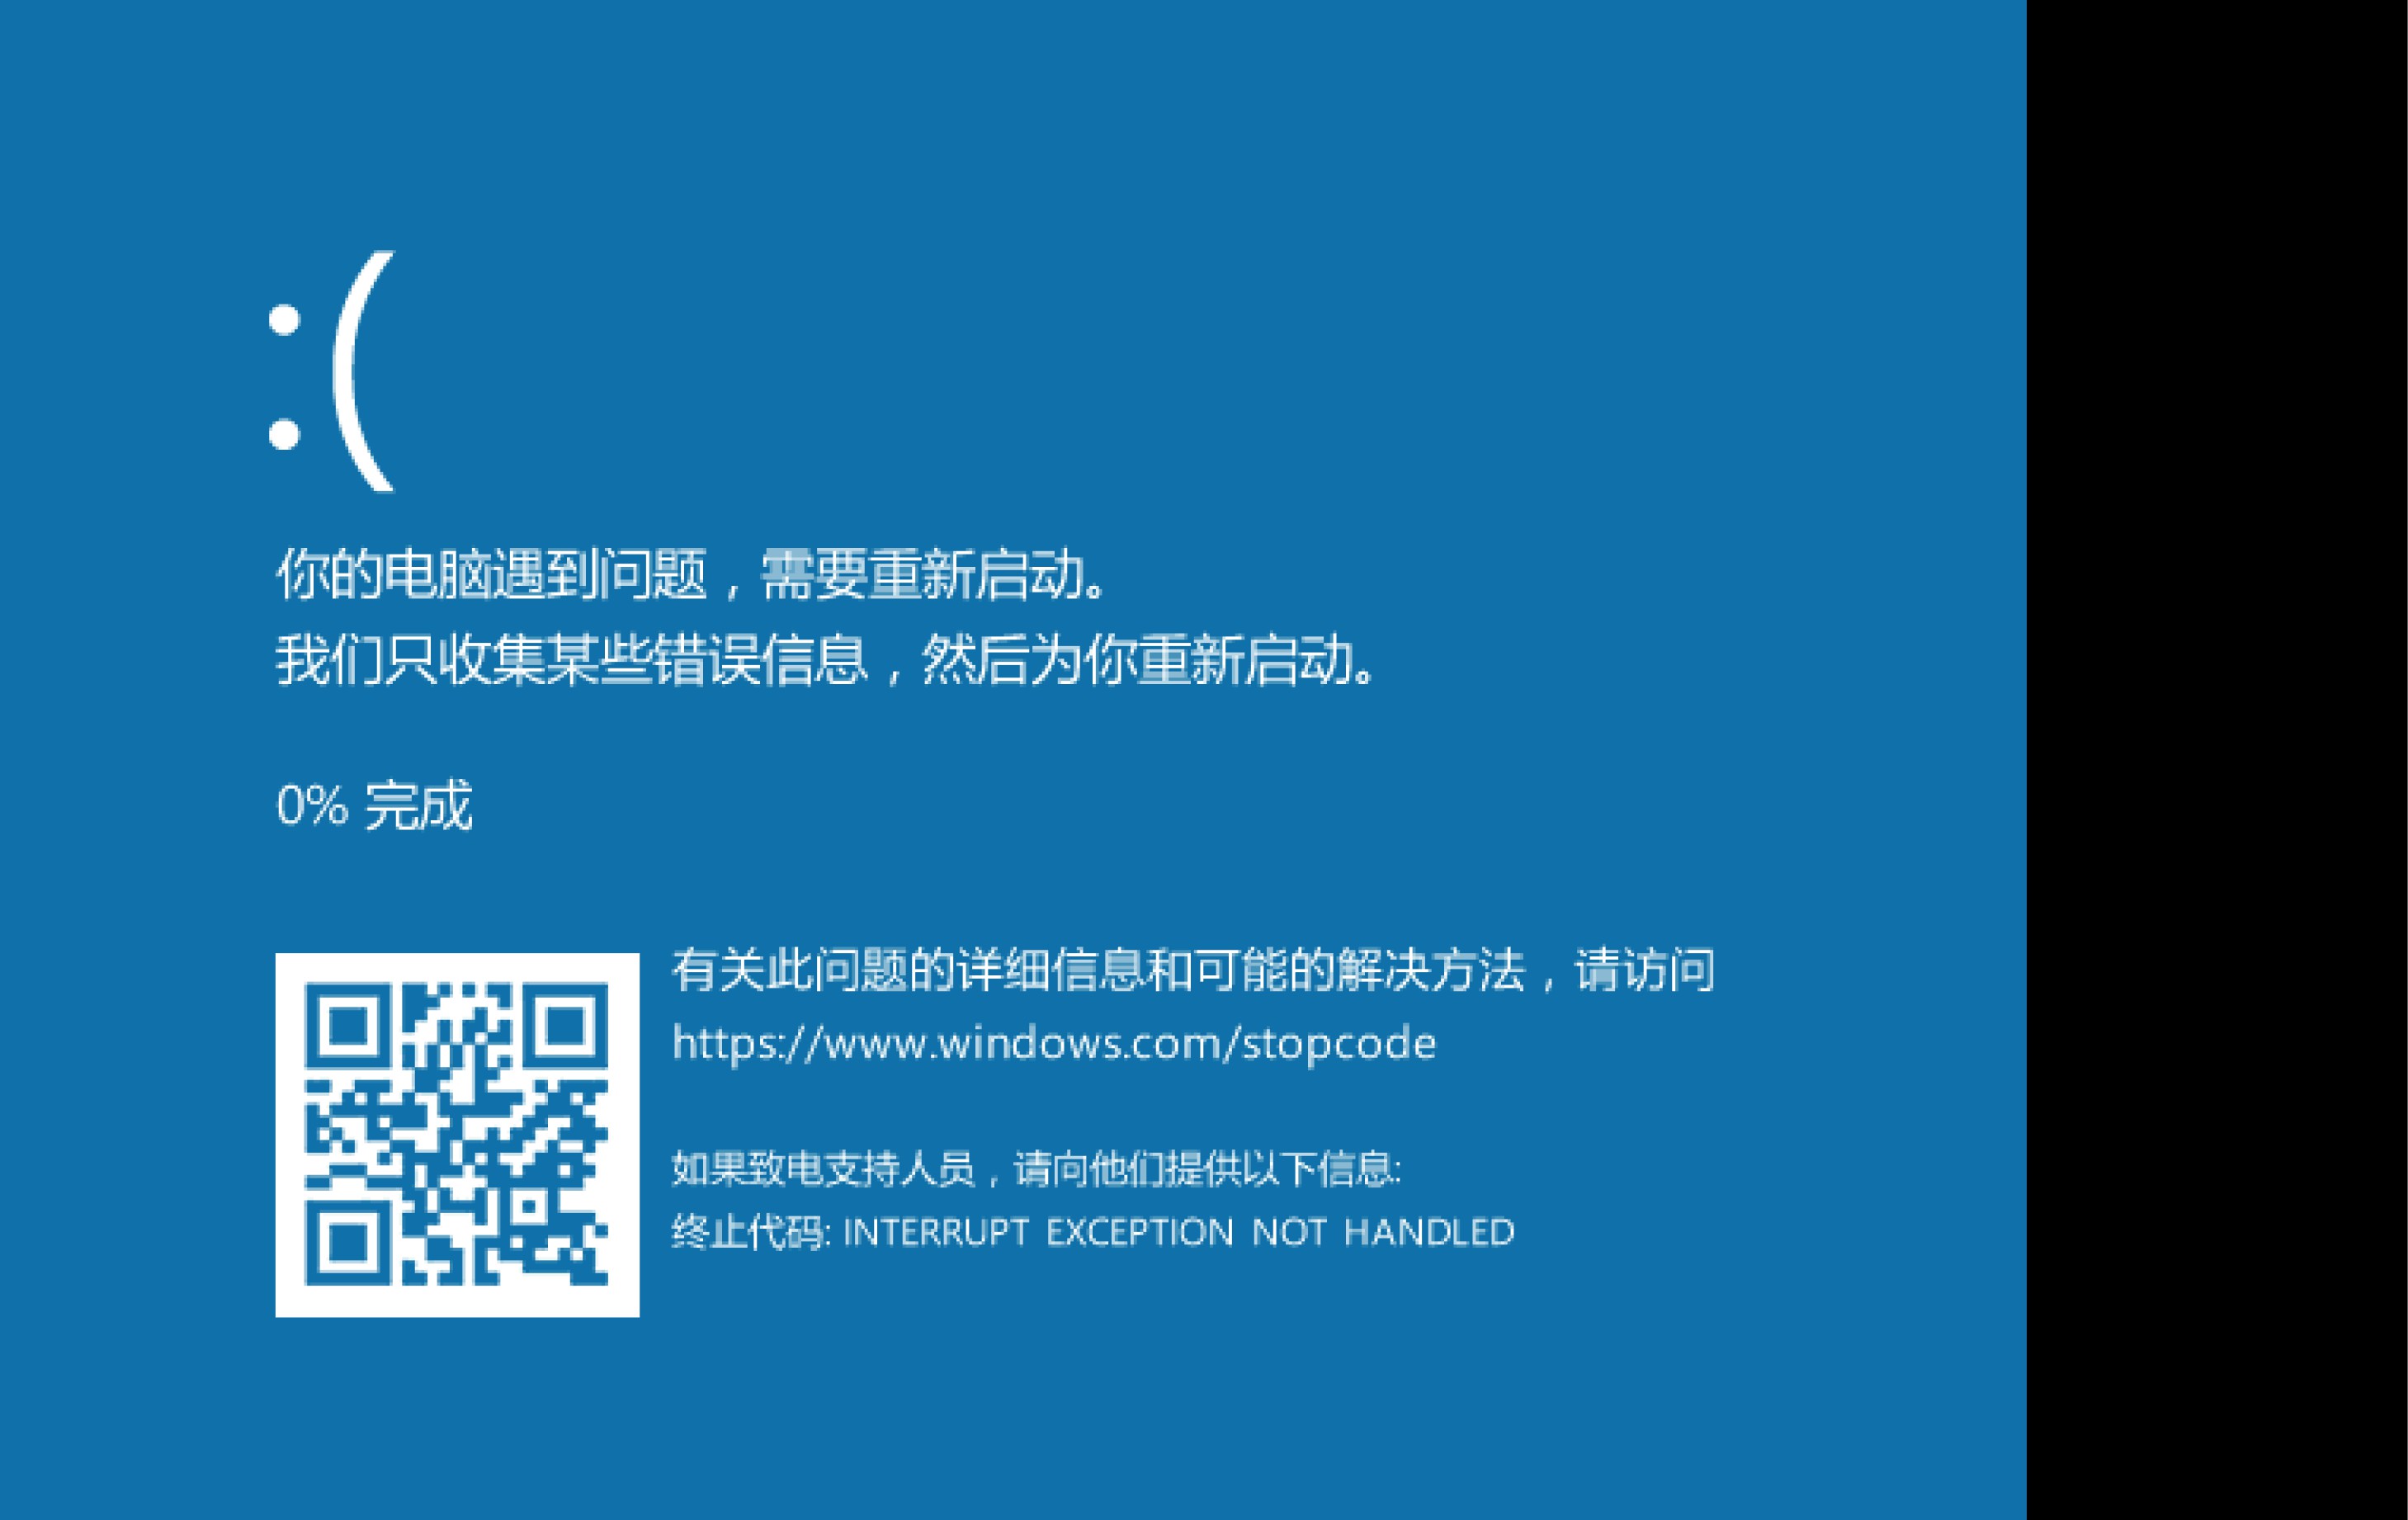 :(
你的电脑遇到问题，需要重新启动。
我们只收集某些错误信息，然后为你重新启动。
0% 完成
有关此问题的详细信息和可能的解决方法，请访问
https://www.windows.com/stopcode
如果致电支持人员，请向他们提供以下信息:
终止代码: INTERRUPT EXCEPTION NOT HANDLED